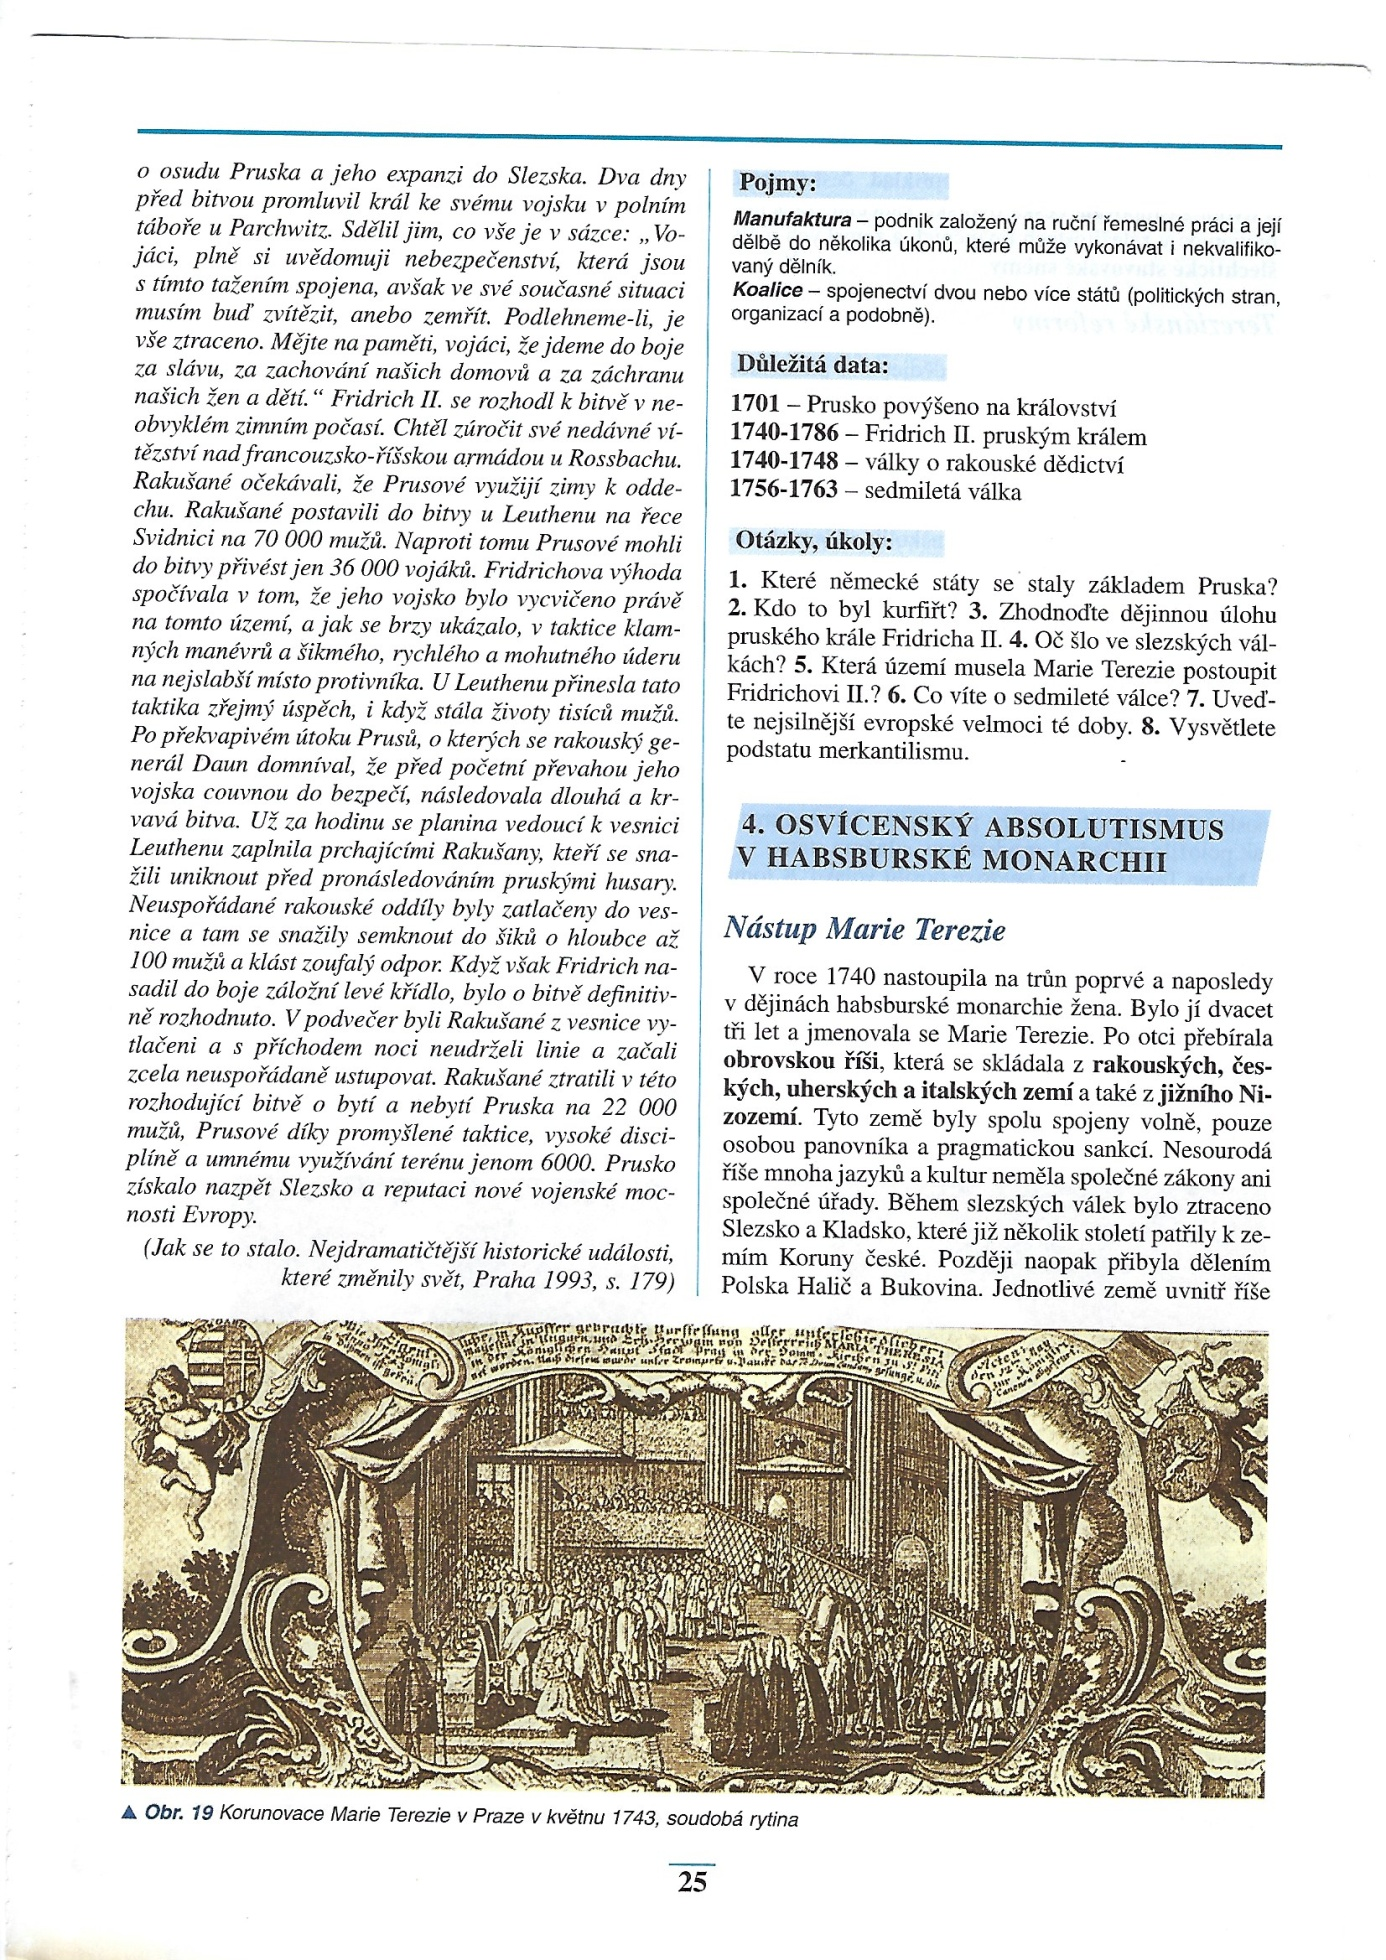 o osudu Pruska a jeho expanzi do Slezska. Dva dny
před bitvou promluvil král ke svému vojsku v polním
táboře u Parchwitz. Sdělil jim, co vše je v sázce: „Vo-
jáci, plně si uvědomuji nebezpečenství, která jsou
s tímto tažením spojena, avšak ve své současné situaci
musím buď zvítězit, anebo zemřít. Podlehneme-li, je
vše ztraceno. Mějte na paměti, vojáci, že jdeme do boje
za slávu, za zachování našich domovů a za záchranu
našich žen a dětí.“ Fridrich II. se rozhodl k bitvě v ne-
obvyklém zimním počasí. Chtěl zúročit své nedávné ví-
tězství nad francouzsko-říšskou armádou u Rossbachu.
Rakušané očekávali, že Prusové využijí zimy k odde-
chu. Rakušané postavili do bitvy u Leuthenu na řece
Svidnici na 70 000 mužů. Naproti tomu Prusové mohli
do bitvy přivést jen 36 000 vojáků. Fridrichova výhoda
spočívala v tom, že jeho vojsko bylo vycvičeno právě
na tomto území, a jak se brzy ukázalo, v taktice klam-
ných manévrů a šikmého, rychlého a mohutného úderu
na nejslabší místo protivníka. U Leuthenu přinesla tato
taktika zřejmý úspěch, i když stála životy tisíců mužů.
Po překvapivém útoku Prusů, o kterých se rakouský ge-
nerál Daun domníval, že před početní převahou jeho
vojska couvnou do bezpečí, následovala dlouhá a kr-
vavá bitva. Už za hodinu se planina vedoucí k vesnici
Leuthenu zaplnila prchajícími Rakušany, kteří se sna-
žili uniknout před pronásledováním pruskými husary.
Neuspořádané rakouské oddíly byly zatlačeny do ves-
nice a tam se snažily semknout do šiků o hloubce až
100 mužů a klást zoufalý odpor. Když však Fridrich na-
sadil do boje záložní levé křídlo, bylo o bitvě definitiv-
ně rozhodnuto. V podvečer byli Rakušané z vesnice vy-
tlačeni a s příchodem noci neudrželi linie a začali
zcela neuspořádaně ustupovat. Rakušané ztratili v této
rozhodující bitvě o bytí a nebytí Pruska na 22 000
mužů, Prusové díky promyšlené taktice, vysoké disci-
plíně a umnému využívání terénu jenom 6000. Prusko
získalo nazpět Slezsko a reputaci nové vojenské moc-
nosti Evropy.
(Jak se to stalo. Nejdramatičtější historické události,
které změnily svět, Praha 1993, s. 179)
Pojmy:
Manufaktura – podnik založený na ruční řemeslné práci a její
dělbě do několika úkonů, které může vykonávat i nekvalifiko-
vaný dělník.
Koalice – spojenectví dvou nebo více států (politických stran,
organizací a podobně).
Důležitá data:
1701 – Prusko povýšeno na království
1740-1786 – Fridrich II. pruským králem
1740-1748 – války o rakouské dědictví
1756-1763 – sedmiletá válka
Otázky, úkoly:
1. Které německé státy se staly základem Pruska?
2. Kdo to byl kurfiřt? 3. Zhodnoďte dějinnou úlohu
pruského krále Fridricha II. 4. Oč šlo ve slezských vál-
kách? 5. Která území musela Marie Terezie postoupit
Fridrichovi II.? 6. Co víte o sedmileté válce? 7. Uveď-
te nejsilnější evropské velmoci té doby. 8. Vysvětlete
podstatu merkantilismu.
4. OSVÍCENSKÝ ABSOLUTISMUS
V HABSBURSKÉ MONARCHII
Nástup Marie Terezie
V roce 1740 nastoupila na trůn poprvé a naposledy
v dějinách habsburské monarchie žena. Bylo jí dvacet
tři let a jmenovala se Marie Terezie. Po otci přebírala
obrovskou říši, která se skládala z rakouských, čes-
kých, uherských a italských zemí a také z jižního Ni-
zozemí. Tyto země byly spolu spojeny volně, pouze
osobou panovníka a pragmatickou sankcí. Nesourodá
říše mnoha jazyků a kultur neměla společné zákony ani
společné úřady. Během slezských válek bylo ztraceno
Slezsko a Kladsko, které již několik století patřily k ze-
mím Koruny české. Později naopak přibyla dělením
Polska Halič a Bukovina. Jednotlivé země uvnitř říše
MARIA THERESIA
▲ Obr. 19 Korunovace Marie Terezie v Praze v květnu 1743, soudobá rytina
25